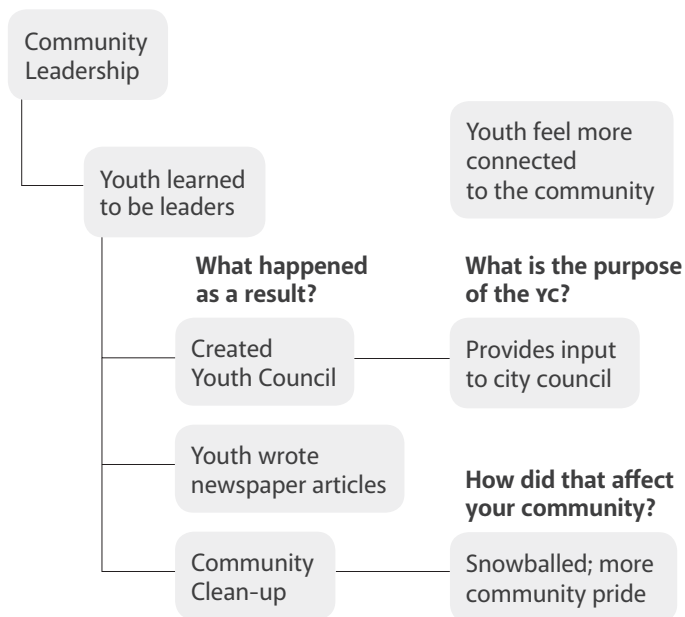 Community
Leadership
Youth feel more
connected
to the community
Youth learned
to be leaders
What happened
as a result?
What is the purpose
of the YC?
Created
Youth Council
Provides input
to city council
Youth wrote
newspaper articles
How did that affect
your community?
Community
Clean-up
Snowballed; more
community pride